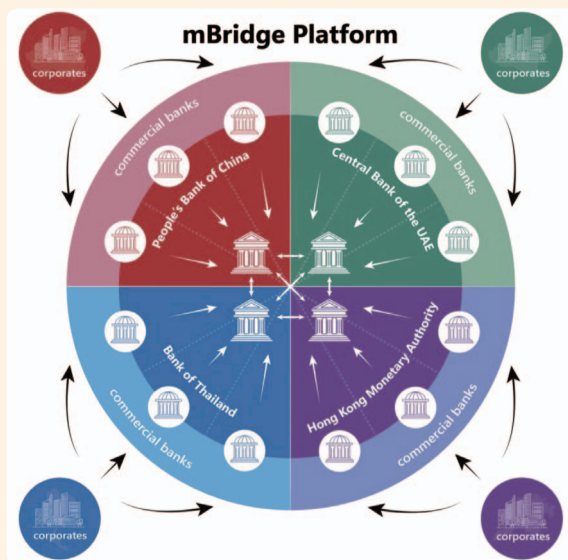 mBridge Platform
corporates
corporates
commercial banks
commercial banks
People's Bank of China
Central Bank of the UAE
Bank of Thailand
Hong Kong Monetary Authority
commercial banks
commercial banks
corporates
corporates